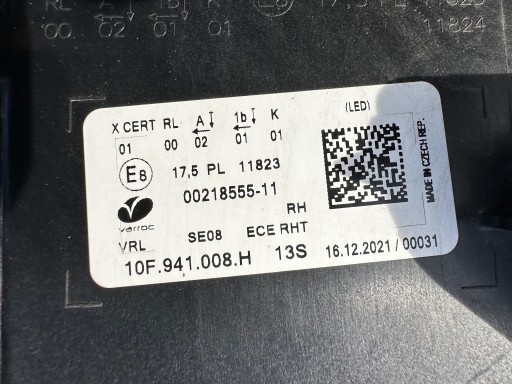 RL A 1b K
00 02 01 01
E8 17,5 PL
11824
(LED)
X CERT RL A 1b K
01 00 02 01 01
E8 17,5 PL 11823
00218555-11
RH
varroc
VRL SE08 ECE RHT
10F.941.008.H 13S 16.12.2021/00031
MADE IN CZECH REP.